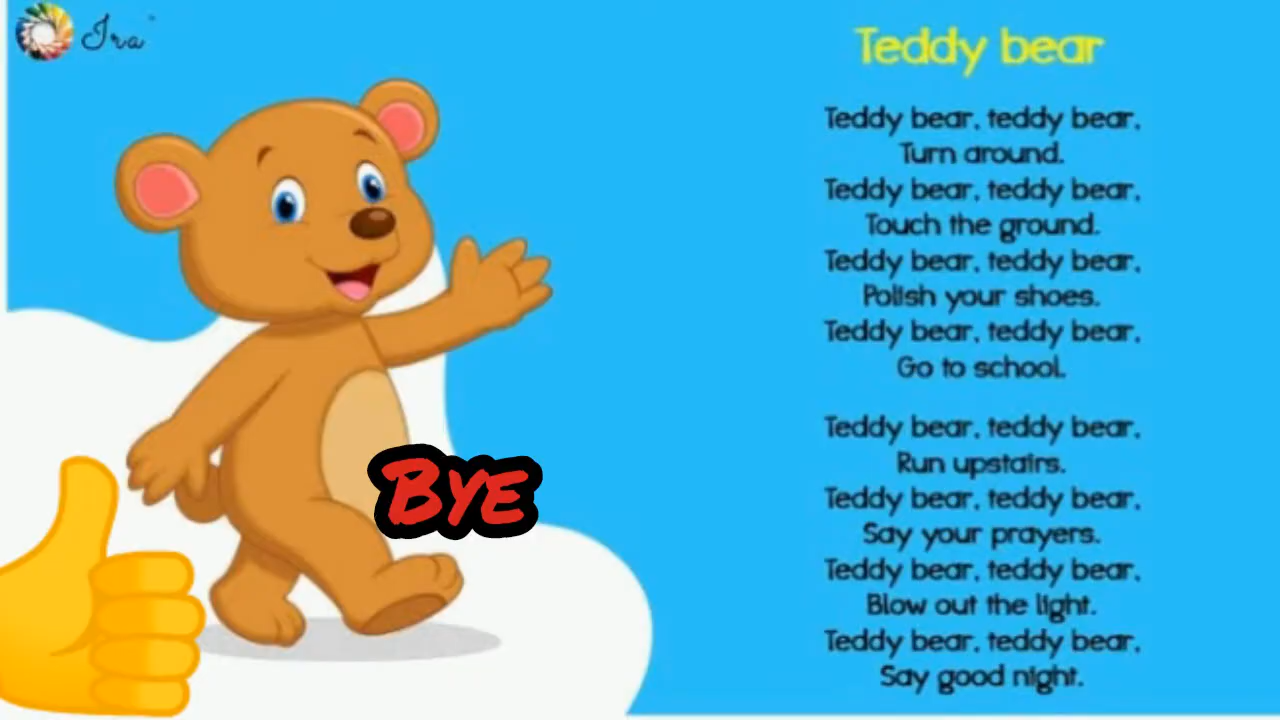 Ira
Teddy bear
Teddy bear, teddy bear,
Turn around.
Teddy bear, teddy bear,
Touch the ground.
Teddy bear, teddy bear,
Polish your shoes.
Teddy bear, teddy bear,
Go to school.
Teddy bear, teddy bear,
Run upstairs.
Teddy bear, teddy bear,
Say your prayers.
Teddy bear, teddy bear,
Blow out the light.
Teddy bear, teddy bear,
Say good night.
Bye